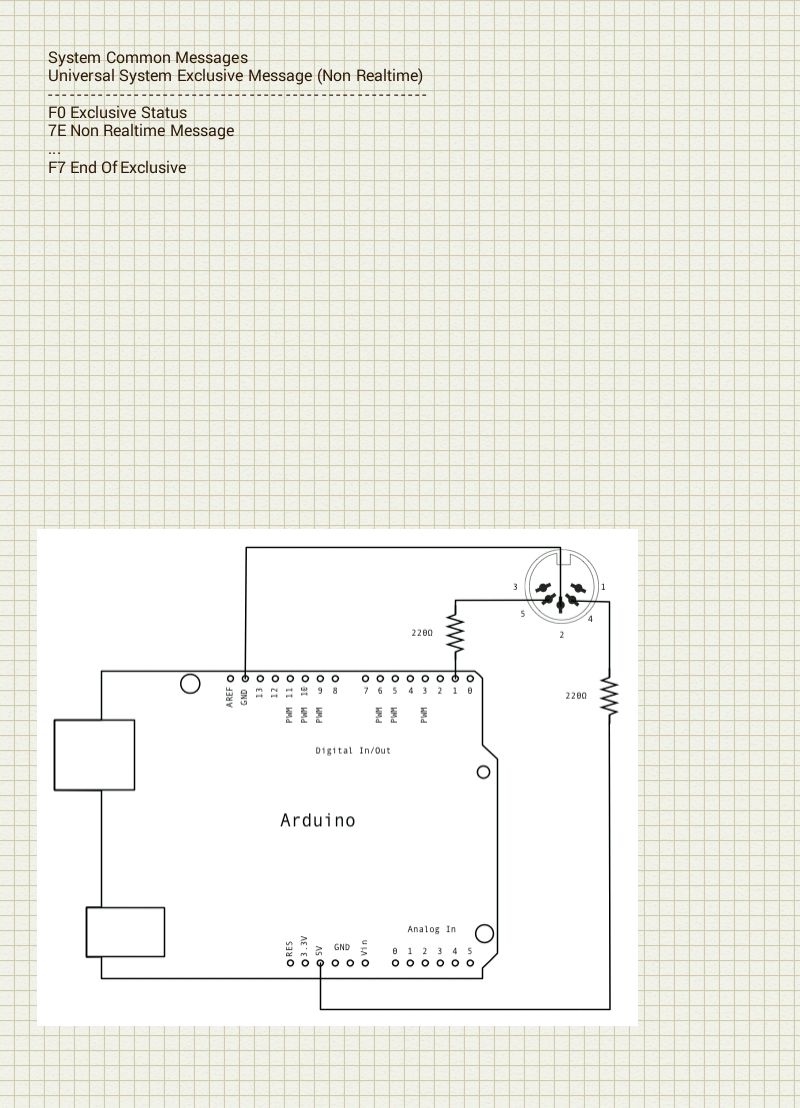 System Common Messages
Universal System Exclusive Message (Non Realtime)
------------------------------------------------------
F0 Exclusive Status
7E Non Realtime Message
...
F7 End Of Exclusive
3
1
5
4
2
220Ω
220Ω
AREF
GND
13
12
PWM 11
PWM 10
PWM 9
8
7
PWM 6
PWM 5
4
PWM 3
2
1
0
Digital In/Out
Arduino
Analog In
RES
3.3V
5V
GND
Vin
0 1 2 3 4 5